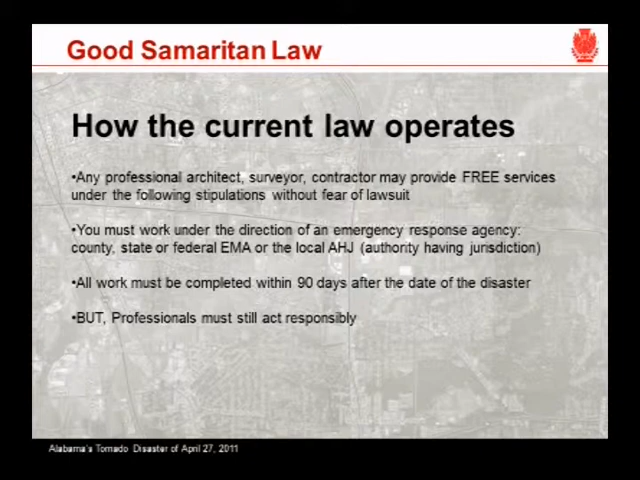 Good Samaritan Law
How the current law operates
•Any professional architect, surveyor, contractor may provide FREE services
under the following stipulations without fear of lawsuit
•You must work under the direction of an emergency response agency:
county, state or federal EMA or the local AHJ (authority having jurisdiction)
•All work must be completed within 90 days after the date of the disaster
•BUT, Professionals must still act responsibly
Alabama's Tornado Disaster of April 27, 2011